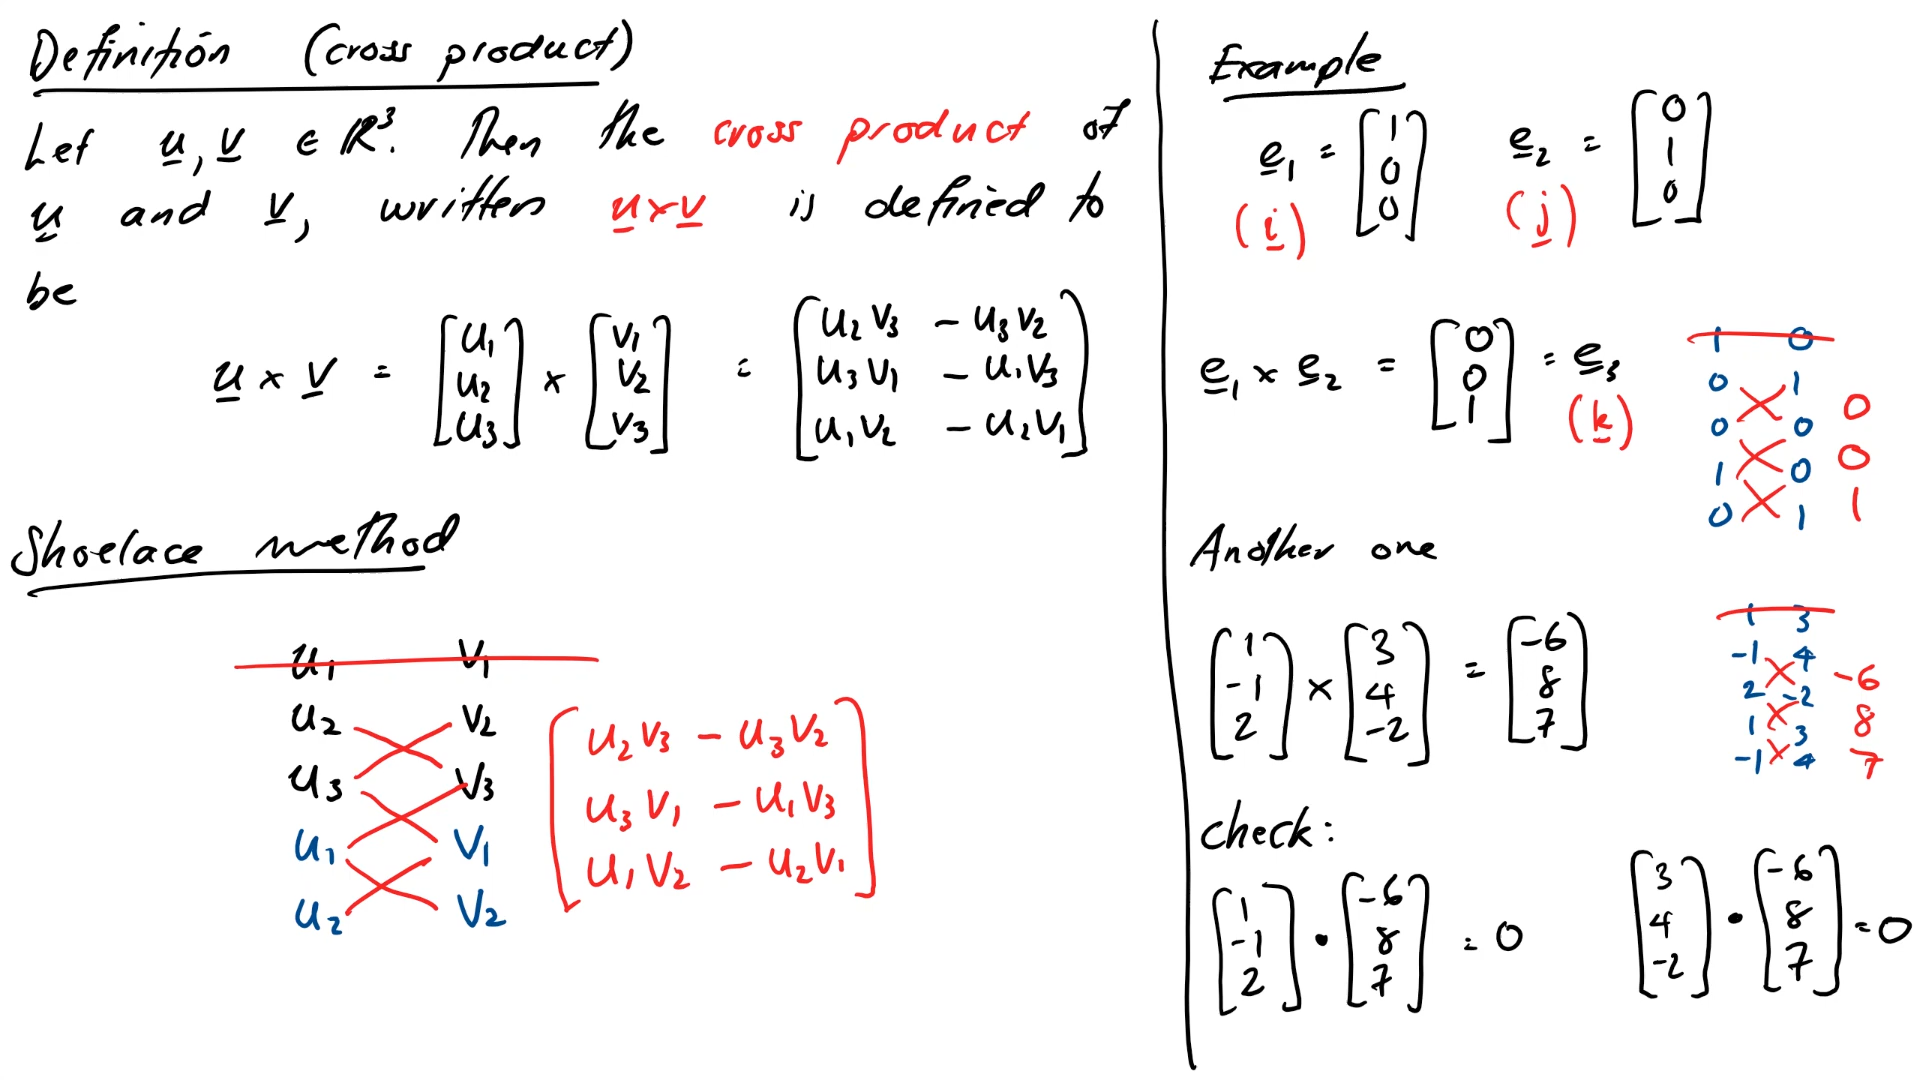 Definition (cross product)
Let u, v ∈ ℝ³. Then the cross product of
u and v, written u×v is defined to
be
u × v = [u₁ u₂ u₃] × [v₁ v₂ v₃] = [u₂v₃ − u₃v₂ u₃v₁ − u₁v₃ u₁v₂ − u₂v₁]
Shoelace method
u₁ v₁
u₂ v₂
u₃ v₃
u₁ v₁
u₂ v₂
u₂v₃ − u₃v₂
u₃v₁ − u₁v₃
u₁v₂ − u₂v₁
Example
e₁ = [1 0 0] e₂ = [0 1 0]
(i) (j)
e₁ × e₂ = [0 0 1] = e₃
(k)
1 0
0 1
0 0
1 0
0 1
0
0
1
Another one
[1 -1 2] × [3 4 -2] = [-6 8 7]
1 3
-1 4
2 -2
1 3
-1 4
-6
8
7
check:
[1 -1 2] • [-6 8 7] = 0
[3 4 -2] • [-6 8 7] = 0